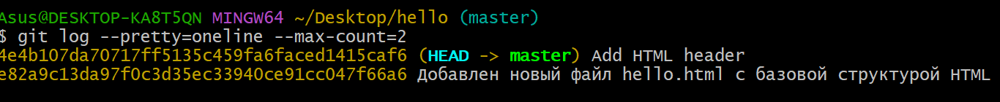 Asus@DESKTOP-KA8T5QN MINGW64 ~/Desktop/hello (master)
$ git log --pretty=oneline --max-count=2
4e4b107da70717ff5135c459fa6faced1415caf6 (HEAD -> master) Add HTML header
e82a9c13da97f0c3d35ec33940ce91cc047f66a6 Добавлен новый файл hello.html с базовой структурой HTML